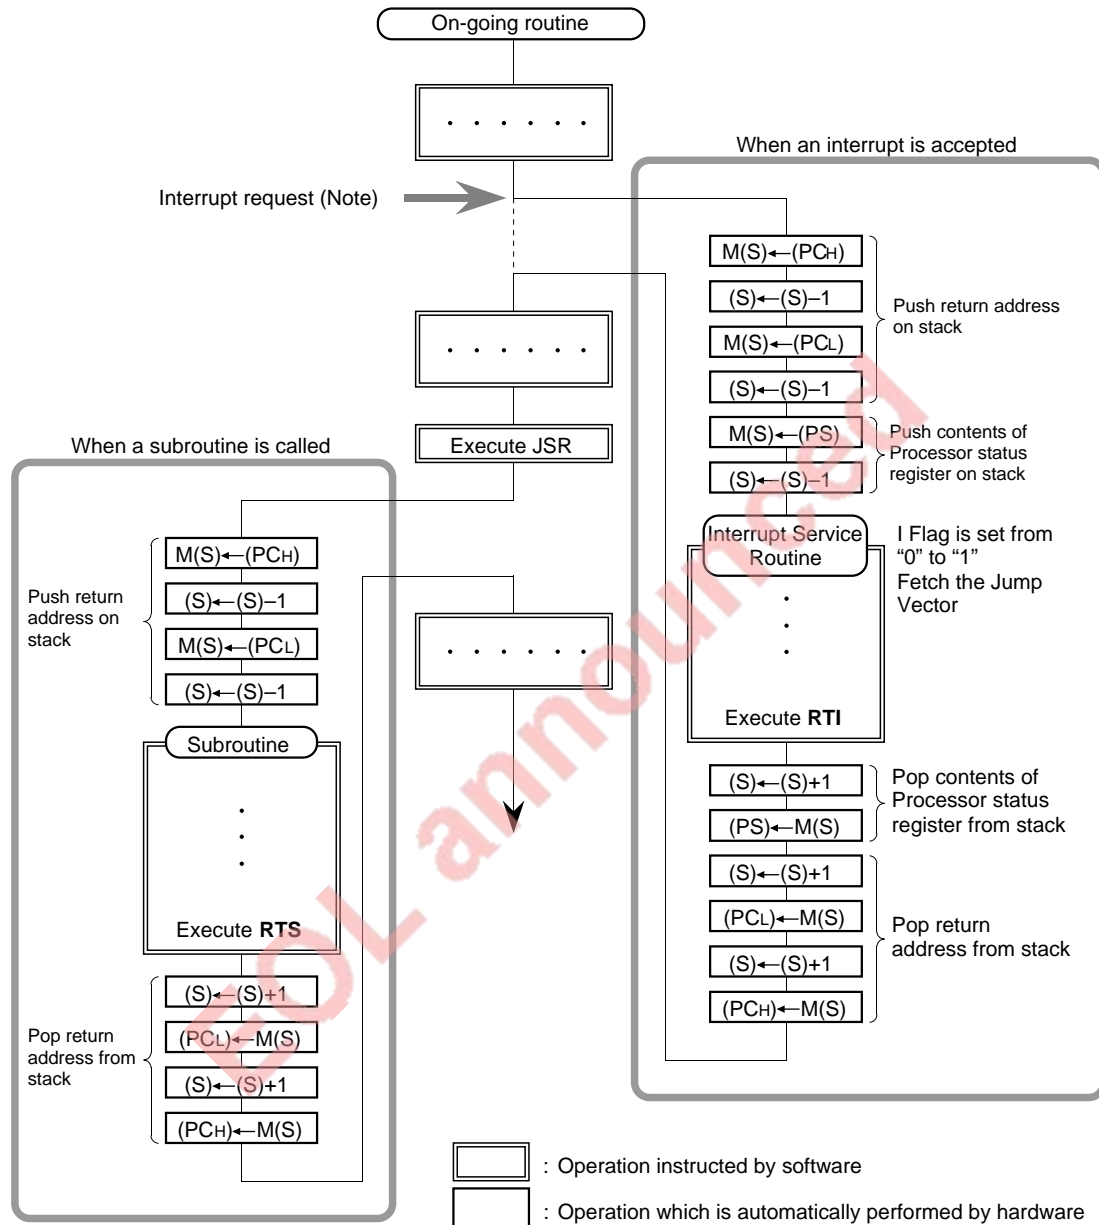 On-going routine
· · · · · ·
When an interrupt is accepted
Interrupt request (Note)
M(S)←(PCH)
(S)←(S)–1
M(S)←(PCL)
(S)←(S)–1
Push return address
on stack
M(S)←(PS)
(S)←(S)–1
Push contents of
Processor status
register on stack
Interrupt Service
Routine
I Flag is set from
“0” to “1”
Fetch the Jump
Vector
·
·
·
Execute RTI
(S)←(S)+1
(PS)←M(S)
Pop contents of
Processor status
register from stack
(S)←(S)+1
(PCL)←M(S)
(S)←(S)+1
(PCH)←M(S)
Pop return
address from stack
· · · · · ·
Execute JSR
When a subroutine is called
M(S)←(PCH)
(S)←(S)–1
M(S)←(PCL)
(S)←(S)–1
Push return
address on
stack
Subroutine
·
·
·
Execute RTS
(S)←(S)+1
(PCL)←M(S)
(S)←(S)+1
(PCH)←M(S)
Pop return
address from
stack
· · · · · ·
: Operation instructed by software
: Operation which is automatically performed by hardware
EOL announced